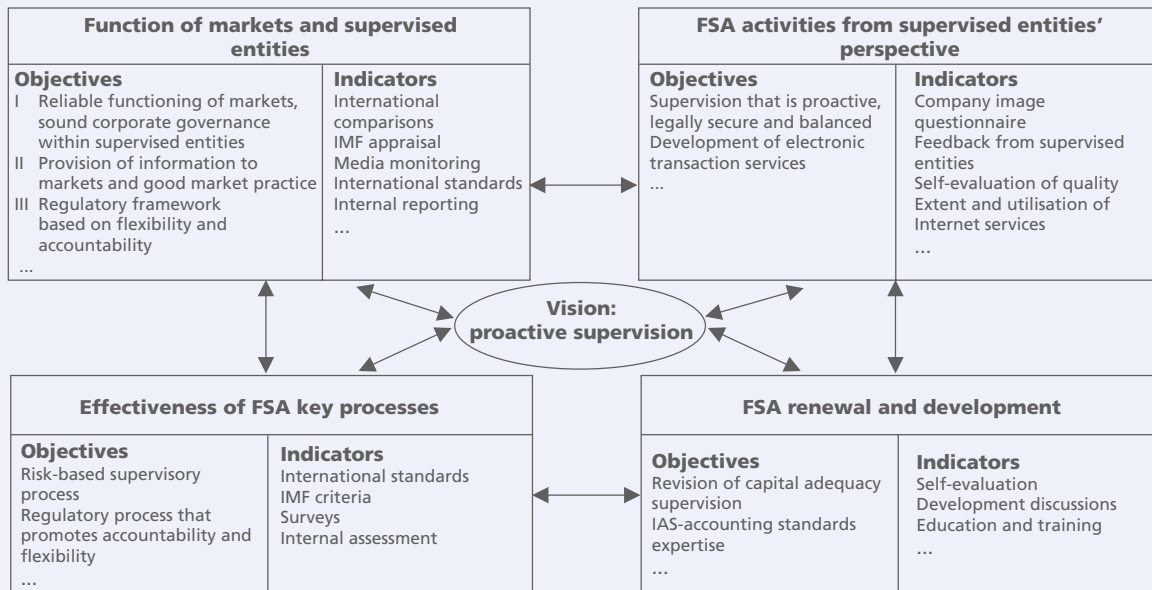 Function of markets and supervised
entities
Objectives
I Reliable functioning of markets,
sound corporate governance
within supervised entities
II Provision of information to
markets and good market practice
III Regulatory framework
based on flexibility and
accountability
...
Indicators
International
comparisons
IMF appraisal
Media monitoring
International standards
Internal reporting
...
FSA activities from supervised entities’
perspective
Objectives
Supervision that is proactive,
legally secure and balanced
Development of electronic
transaction services
...
Indicators
Company image
questionnaire
Feedback from supervised
entities
Self-evaluation of quality
Extent and utilisation of
Internet services
...
Vision:
proactive supervision
Effectiveness of FSA key processes
Objectives
Risk-based supervisory
process
Regulatory process that
promotes accountability and
flexibility
...
Indicators
International standards
IMF criteria
Surveys
Internal assessment
FSA renewal and development
Objectives
Revision of capital adequacy
supervision
IAS-accounting standards
expertise
...
Indicators
Self-evaluation
Development discussions
Education and training
...